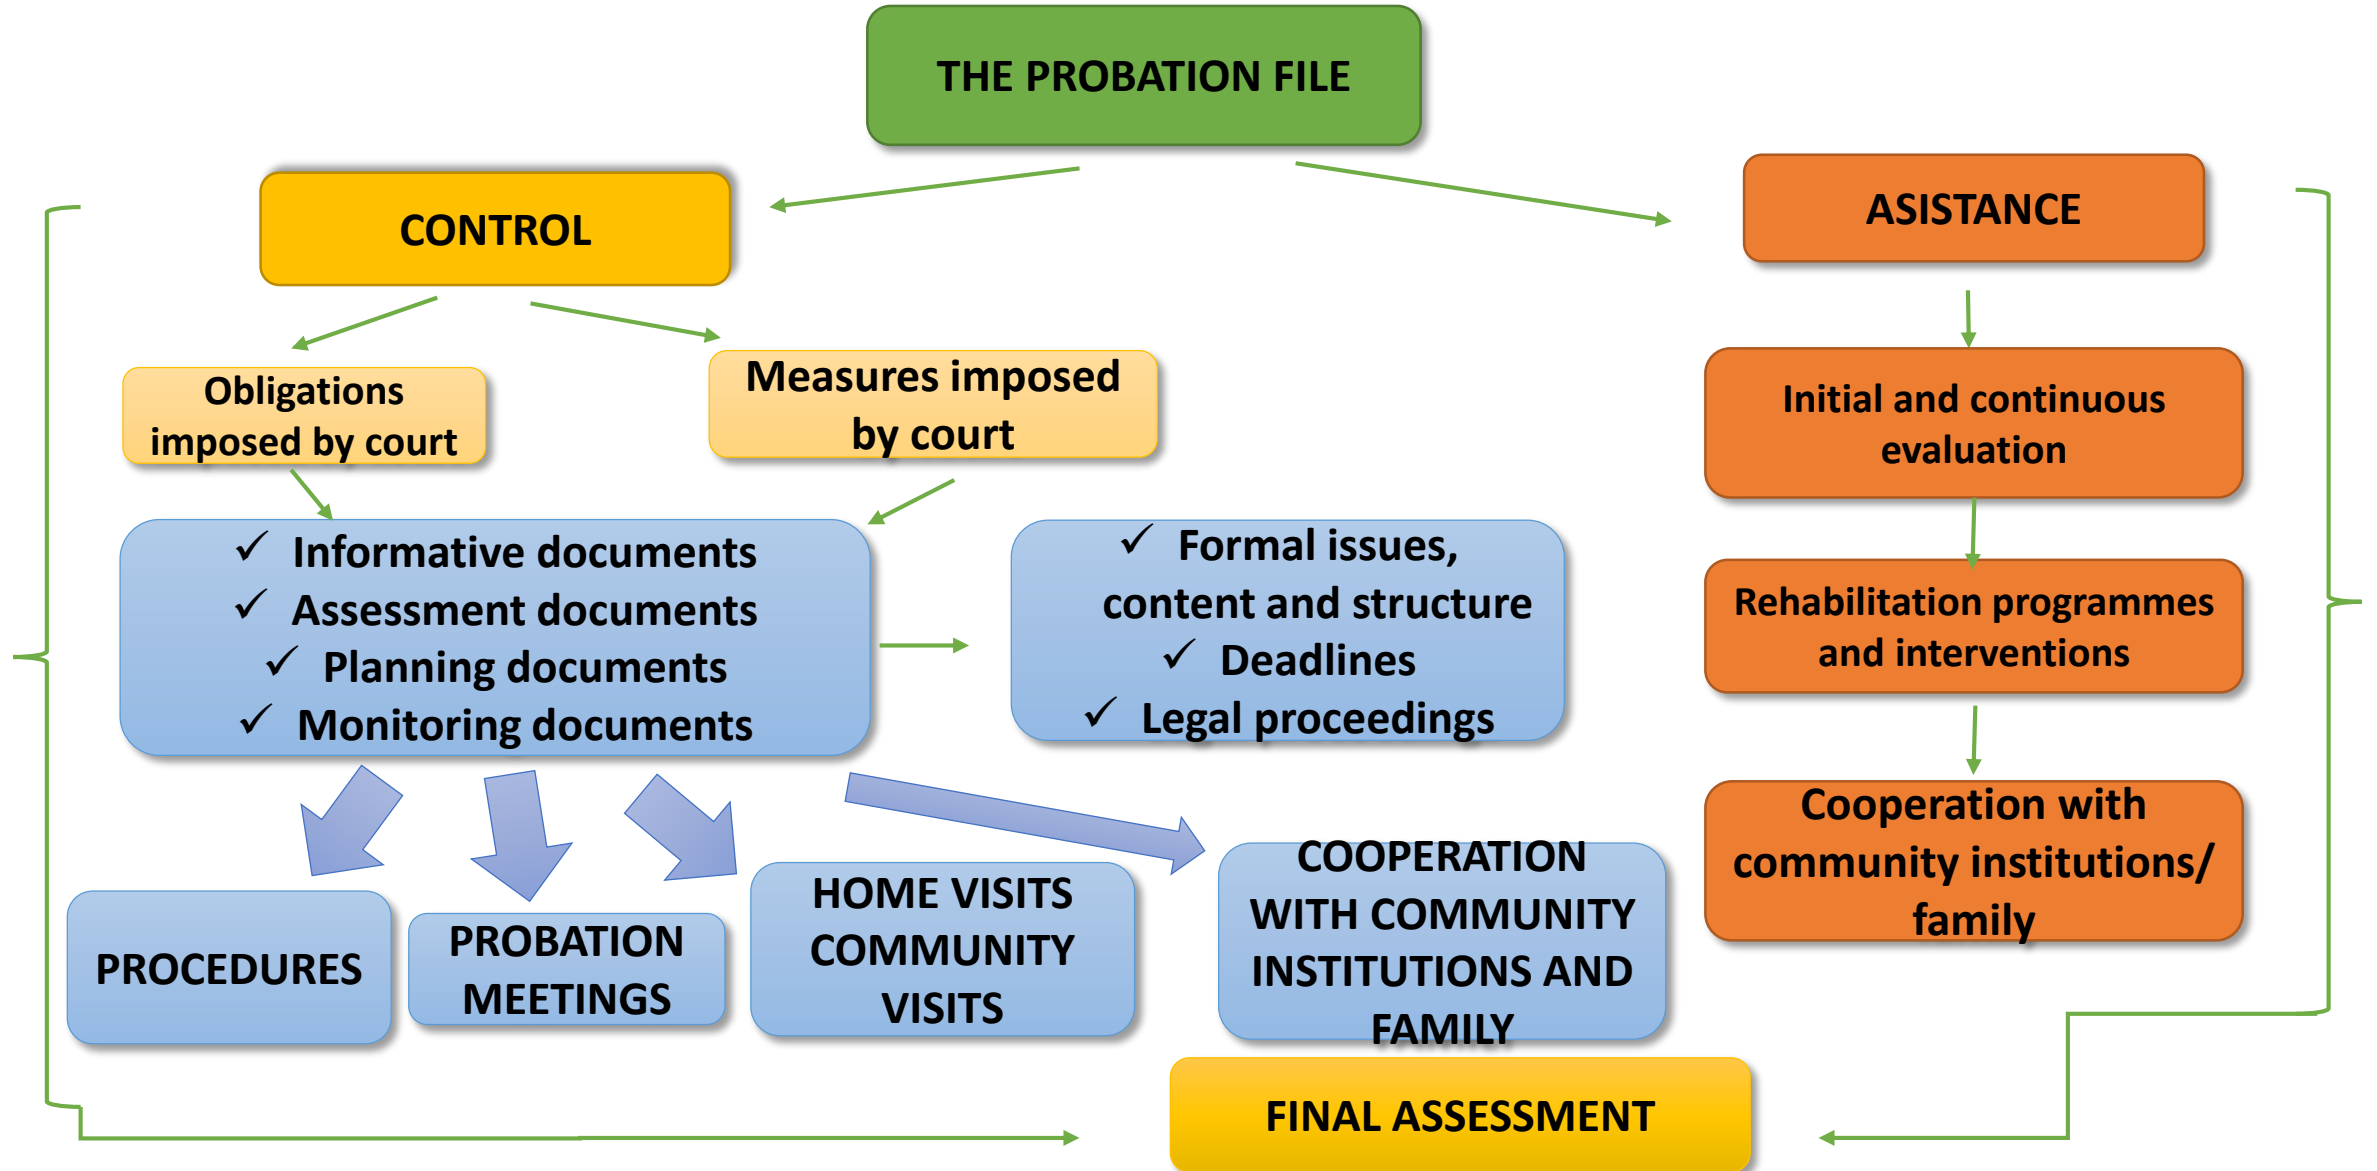 THE PROBATION FILE
CONTROL
ASISTANCE
Obligations
imposed by court
Measures imposed
by court
Initial and continuous
evaluation
✓ Informative documents
✓ Assessment documents
✓ Planning documents
✓ Monitoring documents
✓ Formal issues,
content and structure
✓ Deadlines
✓ Legal proceedings
Rehabilitation programmes
and interventions
Cooperation with
community institutions/
family
PROCEDURES
PROBATION
MEETINGS
HOME VISITS
COMMUNITY
VISITS
COOPERATION
WITH COMMUNITY
INSTITUTIONS AND
FAMILY
FINAL ASSESSMENT